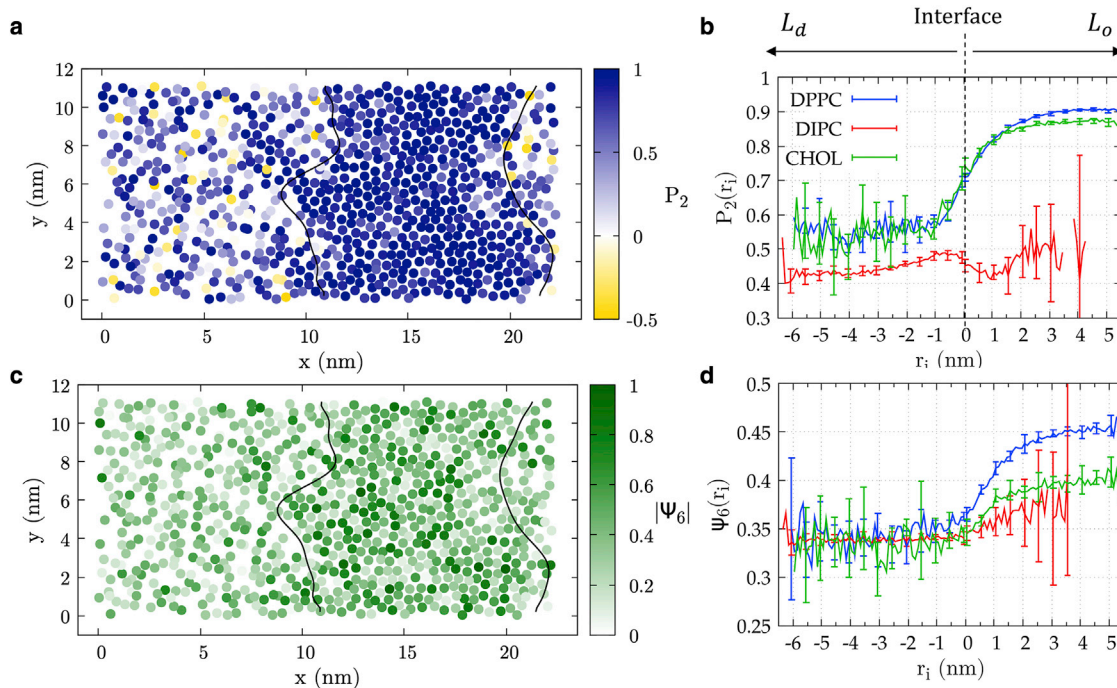 a
12
10
8
6
4
2
0
y (nm)
0
5
10
15
20
x (nm)
1
0.5
0
-0.5
P2
b
Ld
Interface
Lo
DPPC
DIPC
CHOL
1
0.9
0.8
0.7
0.6
0.5
0.4
0.3
P2(ri)
-6 -5 -4 -3 -2 -1 0 1 2 3 4 5
ri (nm)
c
12
10
8
6
4
2
0
y (nm)
0
5
10
15
20
x (nm)
1
0.8
0.6
0.4
0.2
0
|Ψ6|
d
0.5
0.45
0.4
0.35
0.3
0.25
Ψ6(ri)
-6 -5 -4 -3 -2 -1 0 1 2 3 4 5
ri (nm)